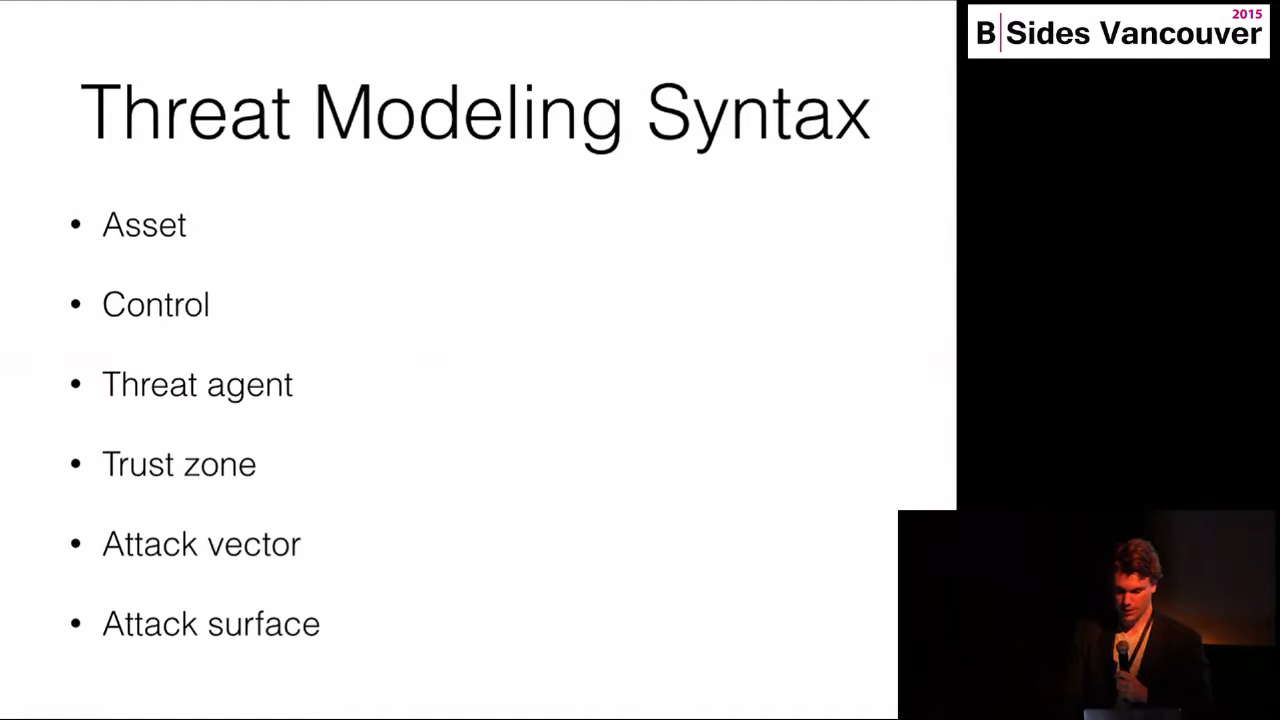 Threat Modeling Syntax
• Asset
• Control
• Threat agent
• Trust zone
• Attack vector
• Attack surface
2015
B|Sides Vancouver